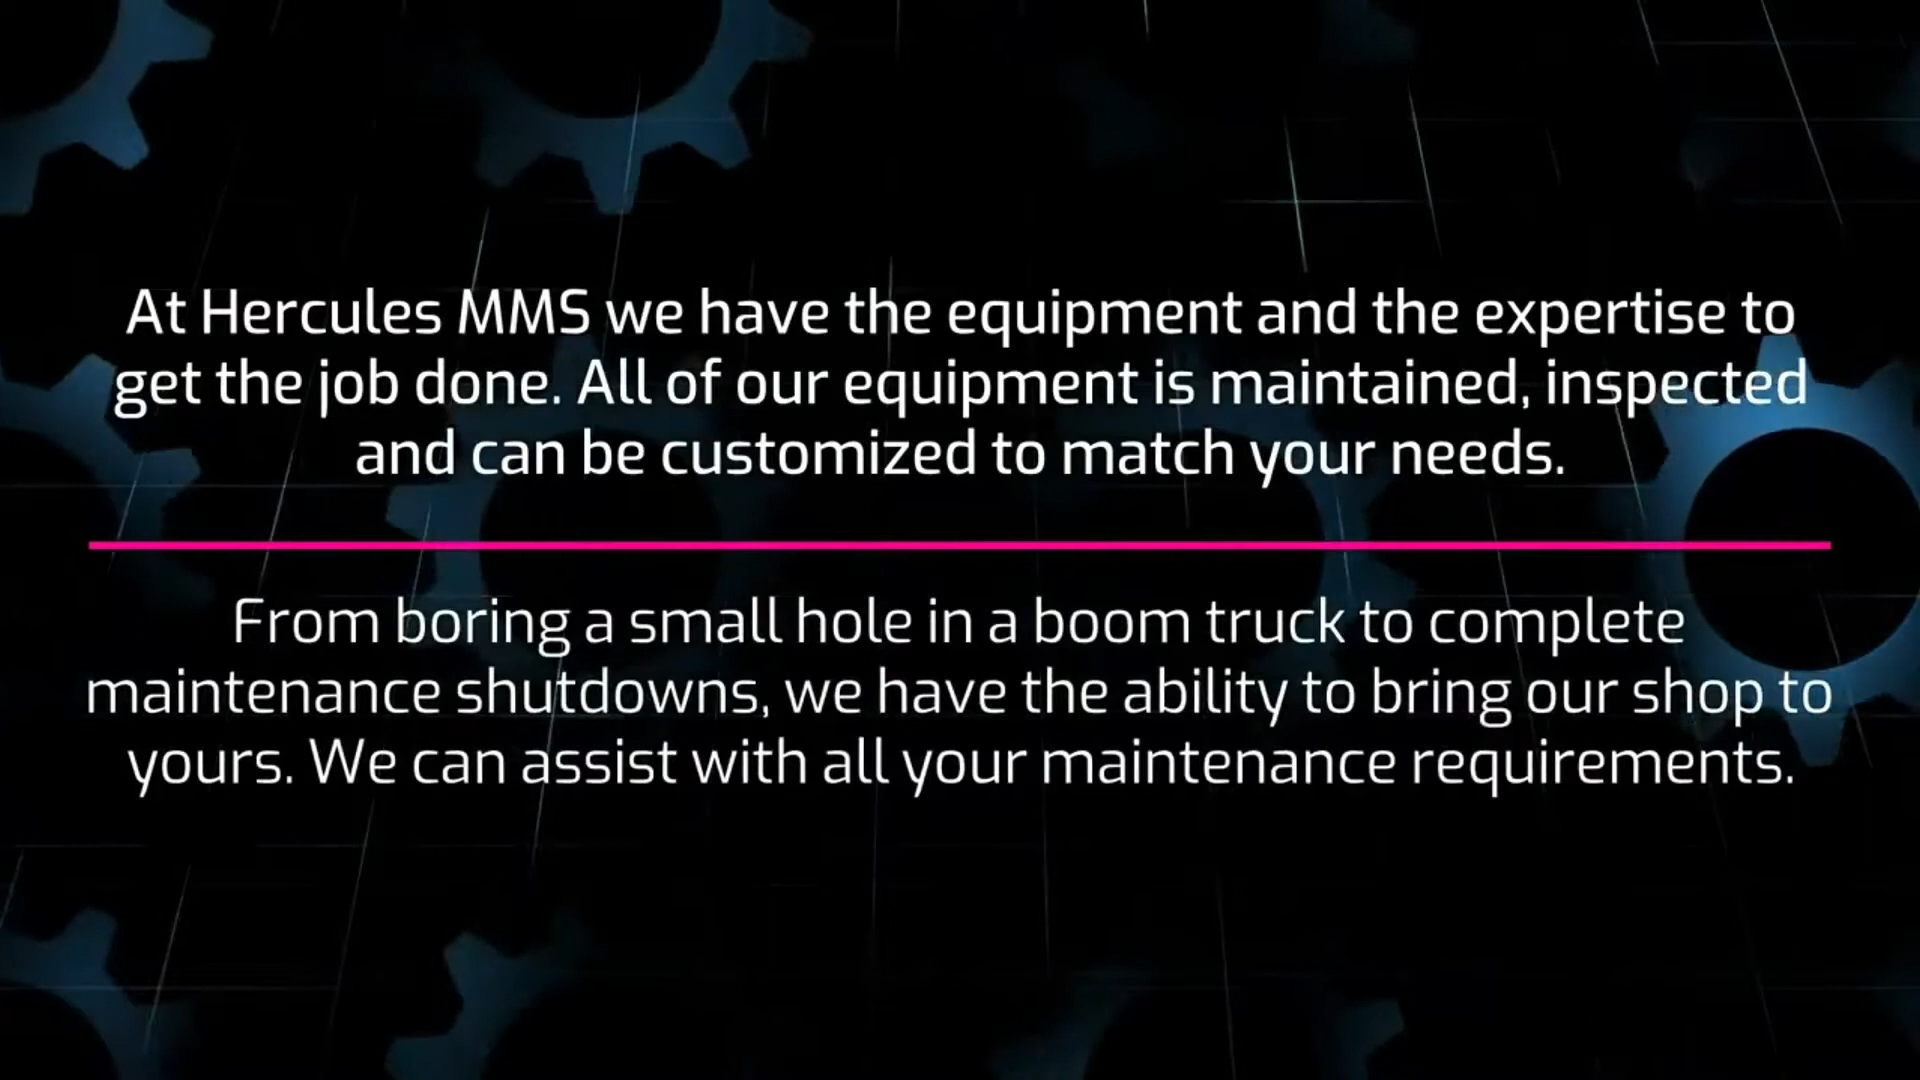 At Hercules MMS we have the equipment and the expertise to
get the job done. All of our equipment is maintained, inspected
and can be customized to match your needs.
From boring a small hole in a boom truck to complete
maintenance shutdowns, we have the ability to bring our shop to
yours. We can assist with all your maintenance requirements.